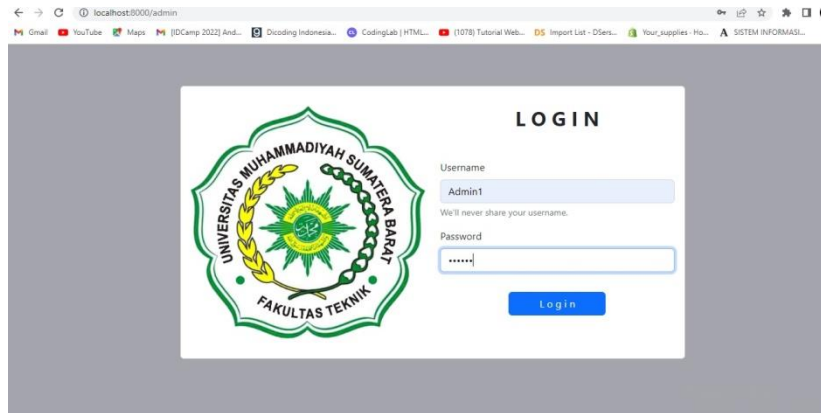 localhost:8000/admin
Gmail YouTube Maps [IDCamp 2022] And... Dicoding Indonesia... CodingLab | HTML... (1078) Tutorial Web... DS Import List - DSers... Your_supplies - Ho... A SISTEM INFORMASI...
UNIVERSITAS MUHAMMADIYAH SUMATERA BARAT
FAKULTAS TEKNIK
LOGIN
Username
Admin1
We'll never share your username.
Password
••••••
Login